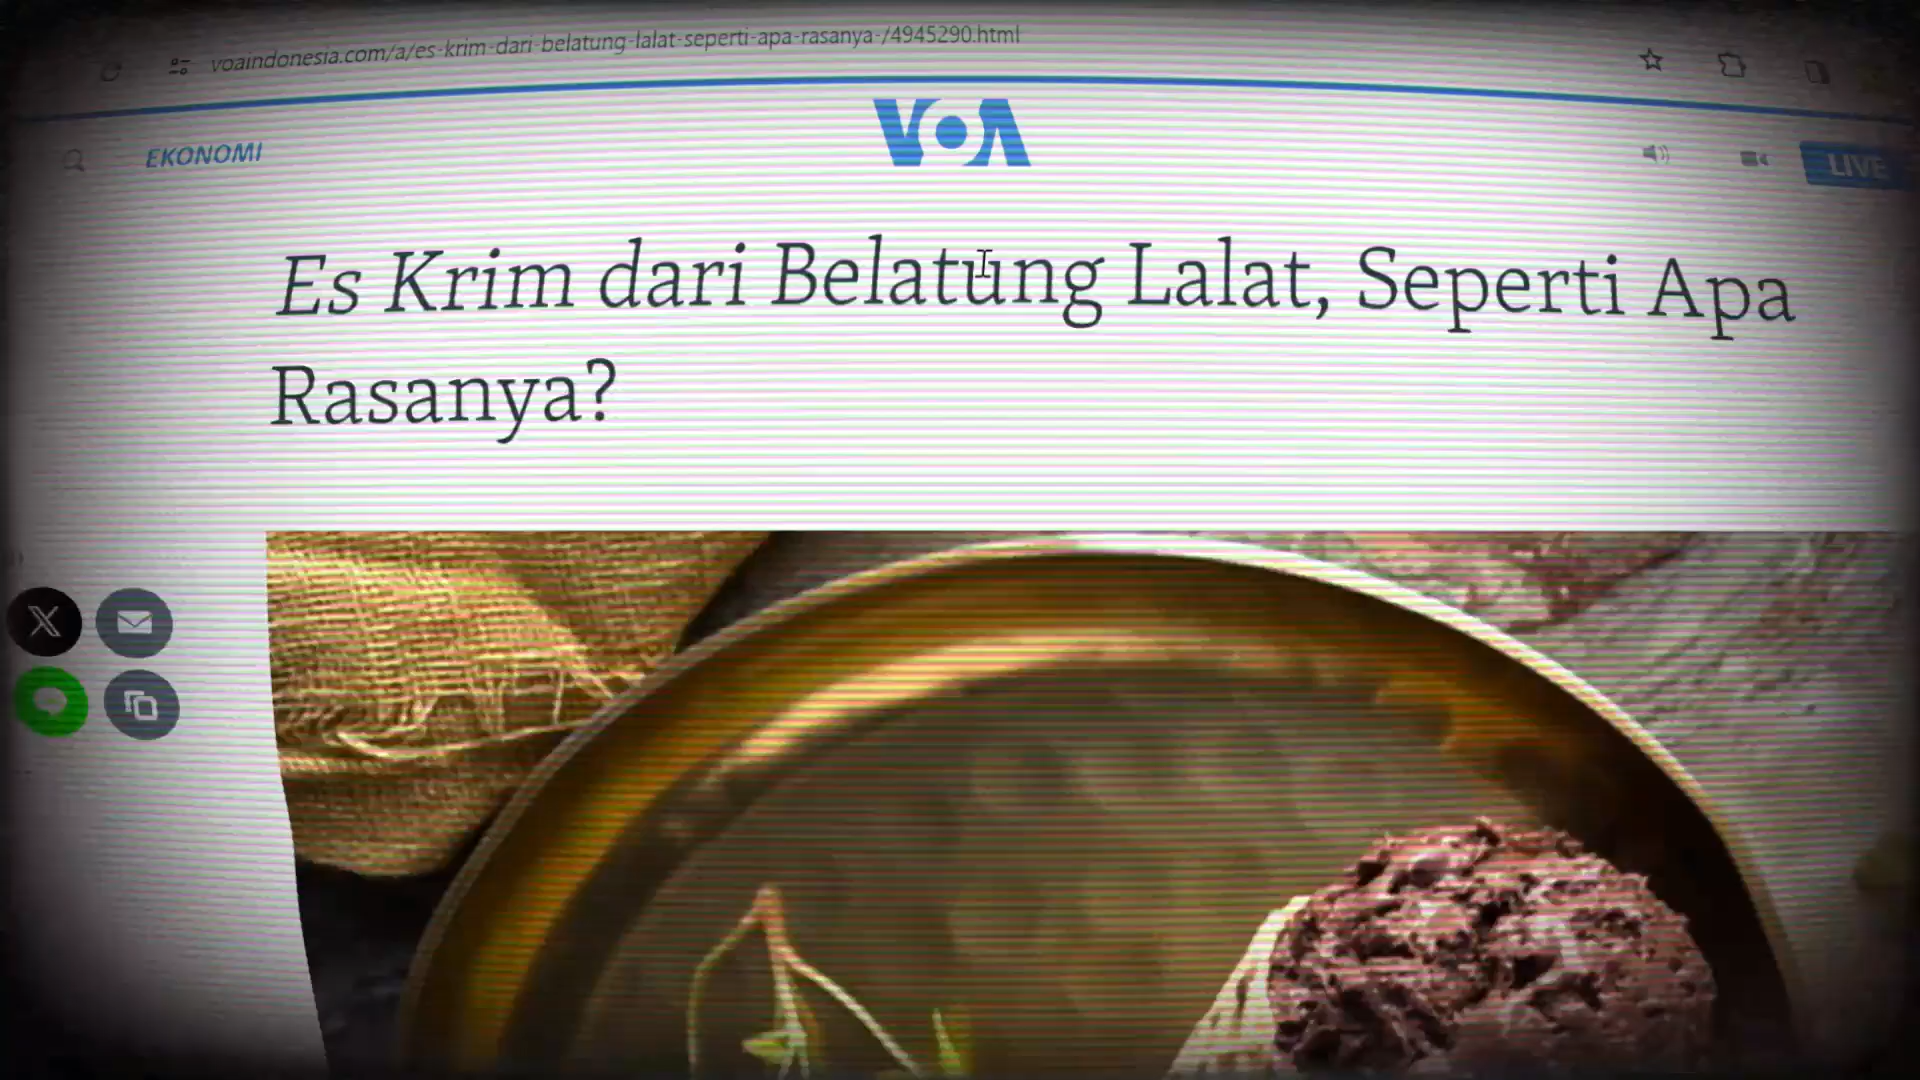 voaindonesia.com/a/es-krim-dari-belatung-lalat-seperti-apa-rasanya-/4945290.html
EKONOMI
VOA
LIVE
Es Krim dari Belatung Lalat, Seperti Apa
Rasanya?